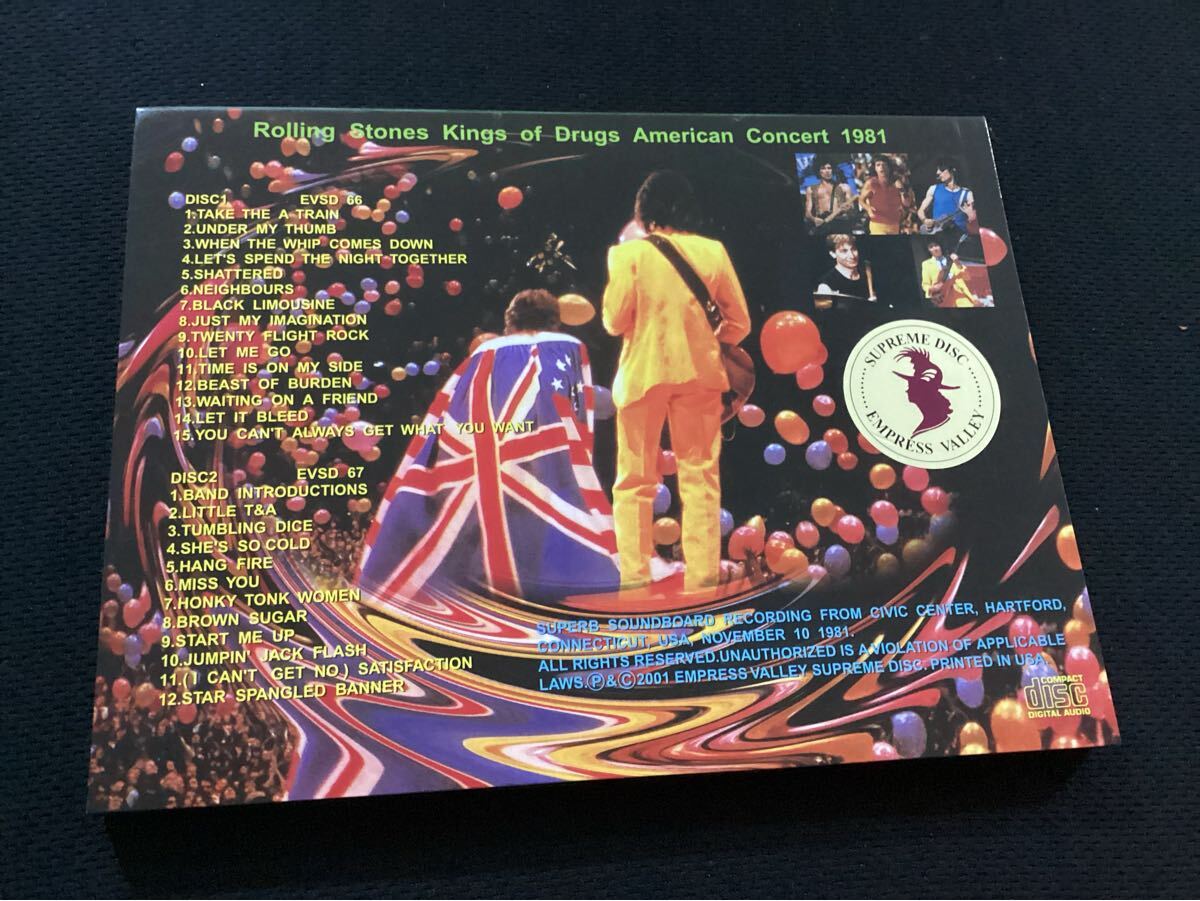 Rolling Stones Kings of Drugs American Concert 1981
DISC1 EVSD 66
1.TAKE THE A TRAIN
2.UNDER MY THUMB
3.WHEN THE WHIP COMES DOWN
4.LET'S SPEND THE NIGHT TOGETHER
5.SHATTERED
6.NEIGHBOURS
7.BLACK LIMOUSINE
8.JUST MY IMAGINATION
9.TWENTY FLIGHT ROCK
10.LET ME GO
11.TIME IS ON MY SIDE
12.BEAST OF BURDEN
13.WAITING ON A FRIEND
14.LET IT BLEED
15.YOU CAN'T ALWAYS GET WHAT YOU WANT
DISC2 EVSD 67
1.BAND INTRODUCTIONS
2.LITTLE T&A
3.TUMBLING DICE
4.SHE'S SO COLD
5.HANG FIRE
6.MISS YOU
7.HONKY TONK WOMEN
8.BROWN SUGAR
9.START ME UP
10.JUMPIN' JACK FLASH
11.(I CAN'T GET NO) SATISFACTION
12.STAR SPANGLED BANNER
SUPREME DISC
EMPRESS VALLEY
SUPERB SOUNDBOARD RECORDING FROM CIVIC CENTER, HARTFORD,
CONNECTICUT, USA, NOVEMBER 10 1981.
ALL RIGHTS RESERVED.UNAUTHORIZED IS A VIOLATION OF APPLICABLE
LAWS.Ⓟ&Ⓒ2001 EMPRESS VALLEY SUPREME DISC. PRINTED IN USA.
COMPACT
disc
DIGITAL AUDIO